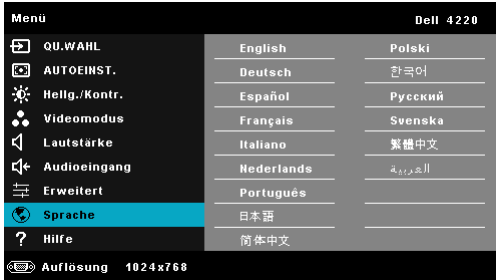 Menü Dell 4220
QU.WAHL English Polski
AUTOEINST. Deutsch 한국어
Hellg./Kontr. Español Русский
Videomodus Français Svenska
Lautstärke Italiano 繁體中文
Audioeingang Nederlands العربية
Erweitert Português
Sprache 日本語
? Hilfe 简体中文
Auflösung 1024x768